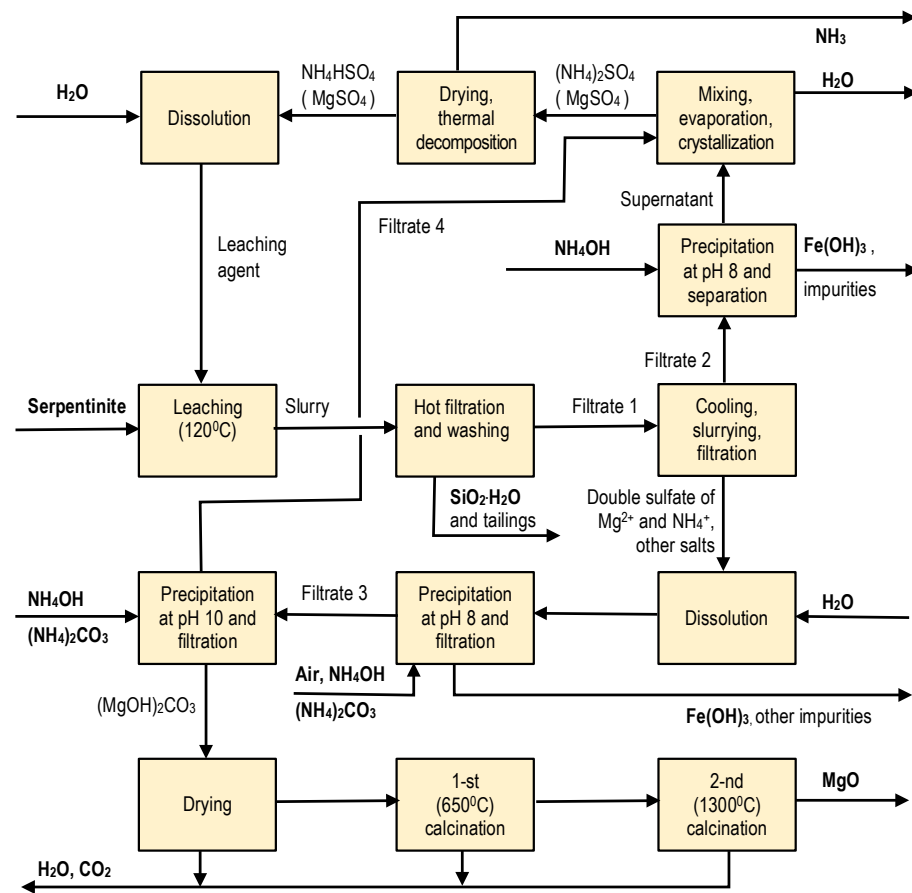 NH₃
NH₄HSO₄
( MgSO₄ )
(NH₄)₂SO₄
( MgSO₄ )
H₂O
H₂O
Dissolution
Drying,
thermal
decomposition
Mixing,
evaporation,
crystallization
Supernatant
Leaching
agent
Filtrate 4
NH₄OH
Precipitation
at pH 8 and
separation
Fe(OH)₃ ,
impurities
Filtrate 2
Serpentinite
Leaching
(120⁰C)
Slurry
Hot filtration
and washing
Filtrate 1
Cooling,
slurrying,
filtration
SiO₂·H₂O
and tailings
Double sulfate of
Mg²⁺ and NH₄⁺,
other salts
NH₄OH
(NH₄)₂CO₃
Precipitation
at pH 10 and
filtration
Filtrate 3
Precipitation
at pH 8 and
filtration
Dissolution
H₂O
Air, NH₄OH
(NH₄)₂CO₃
(MgOH)₂CO₃
Fe(OH)₃, other impurities
Drying
1-st
(650⁰C)
calcination
2-nd
(1300⁰C)
calcination
MgO
H₂O, CO₂